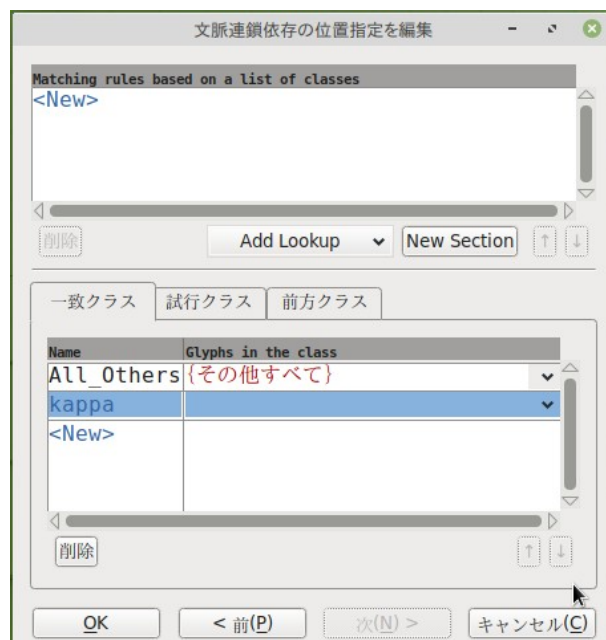 文脈連鎖依存の位置指定を編集
Matching rules based on a list of classes
<New>
削除 Add Lookup New Section ↑ ↓
一致クラス 試行クラス 前方クラス
Name Glyphs in the class
All_Others {その他すべて}
kappa
<New>
削除 ↑ ↓
OK < 前(P) 次(N) > キャンセル(C)